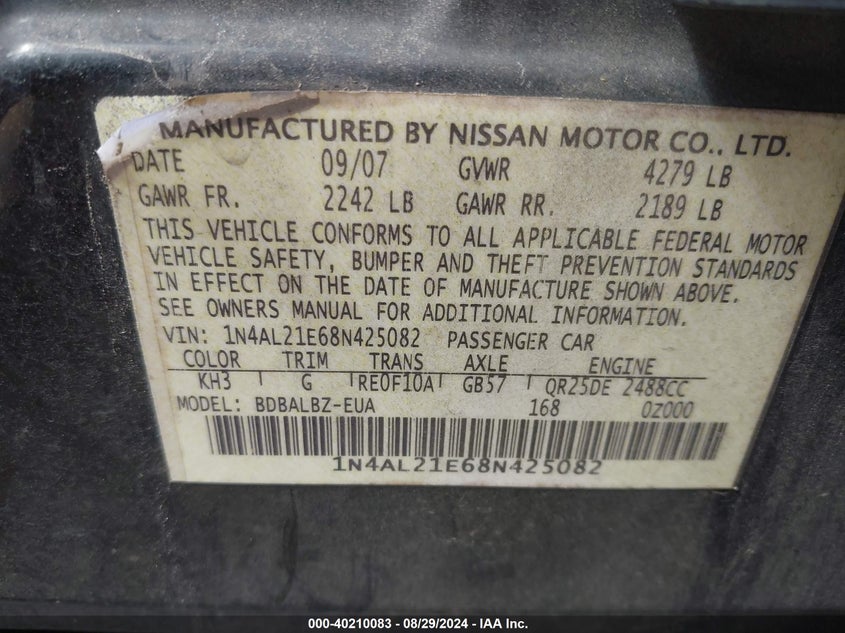 MANUFACTURED BY NISSAN MOTOR CO., LTD.
DATE 09/07 GVWR 4279 LB
GAWR FR. 2242 LB GAWR RR. 2189 LB
THIS VEHICLE CONFORMS TO ALL APPLICABLE FEDERAL MOTOR
VEHICLE SAFETY, BUMPER AND THEFT PREVENTION STANDARDS
IN EFFECT ON THE DATE OF MANUFACTURE SHOWN ABOVE.
SEE OWNERS MANUAL FOR ADDITIONAL INFORMATION.
VIN: 1N4AL21E68N425082 PASSENGER CAR
COLOR TRIM TRANS AXLE ENGINE
KH3 G RE0F10A GB57 QR25DE 2488CC
MODEL: BDBALBZ-EUA 168 0Z000
1N4AL21E68N425082
000-40210083 - 08/29/2024 - IAA Inc.